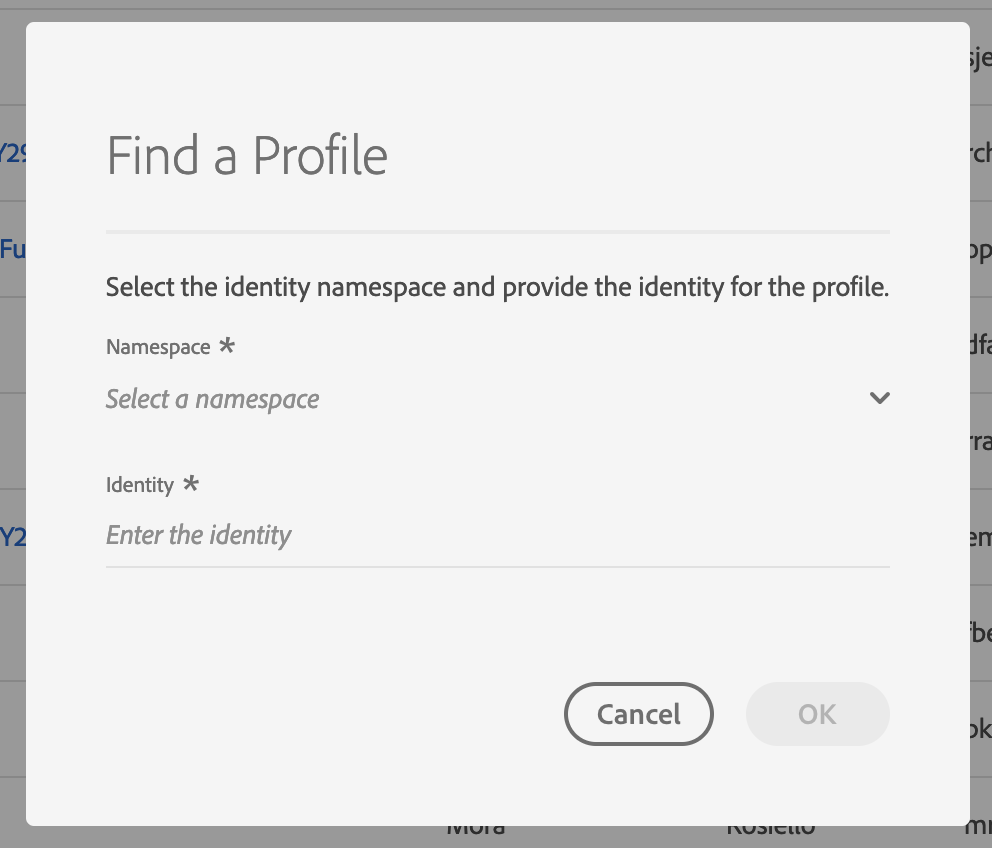 Find a Profile
Select the identity namespace and provide the identity for the profile.
Namespace *
Select a namespace
Identity *
Enter the identity
Cancel
OK